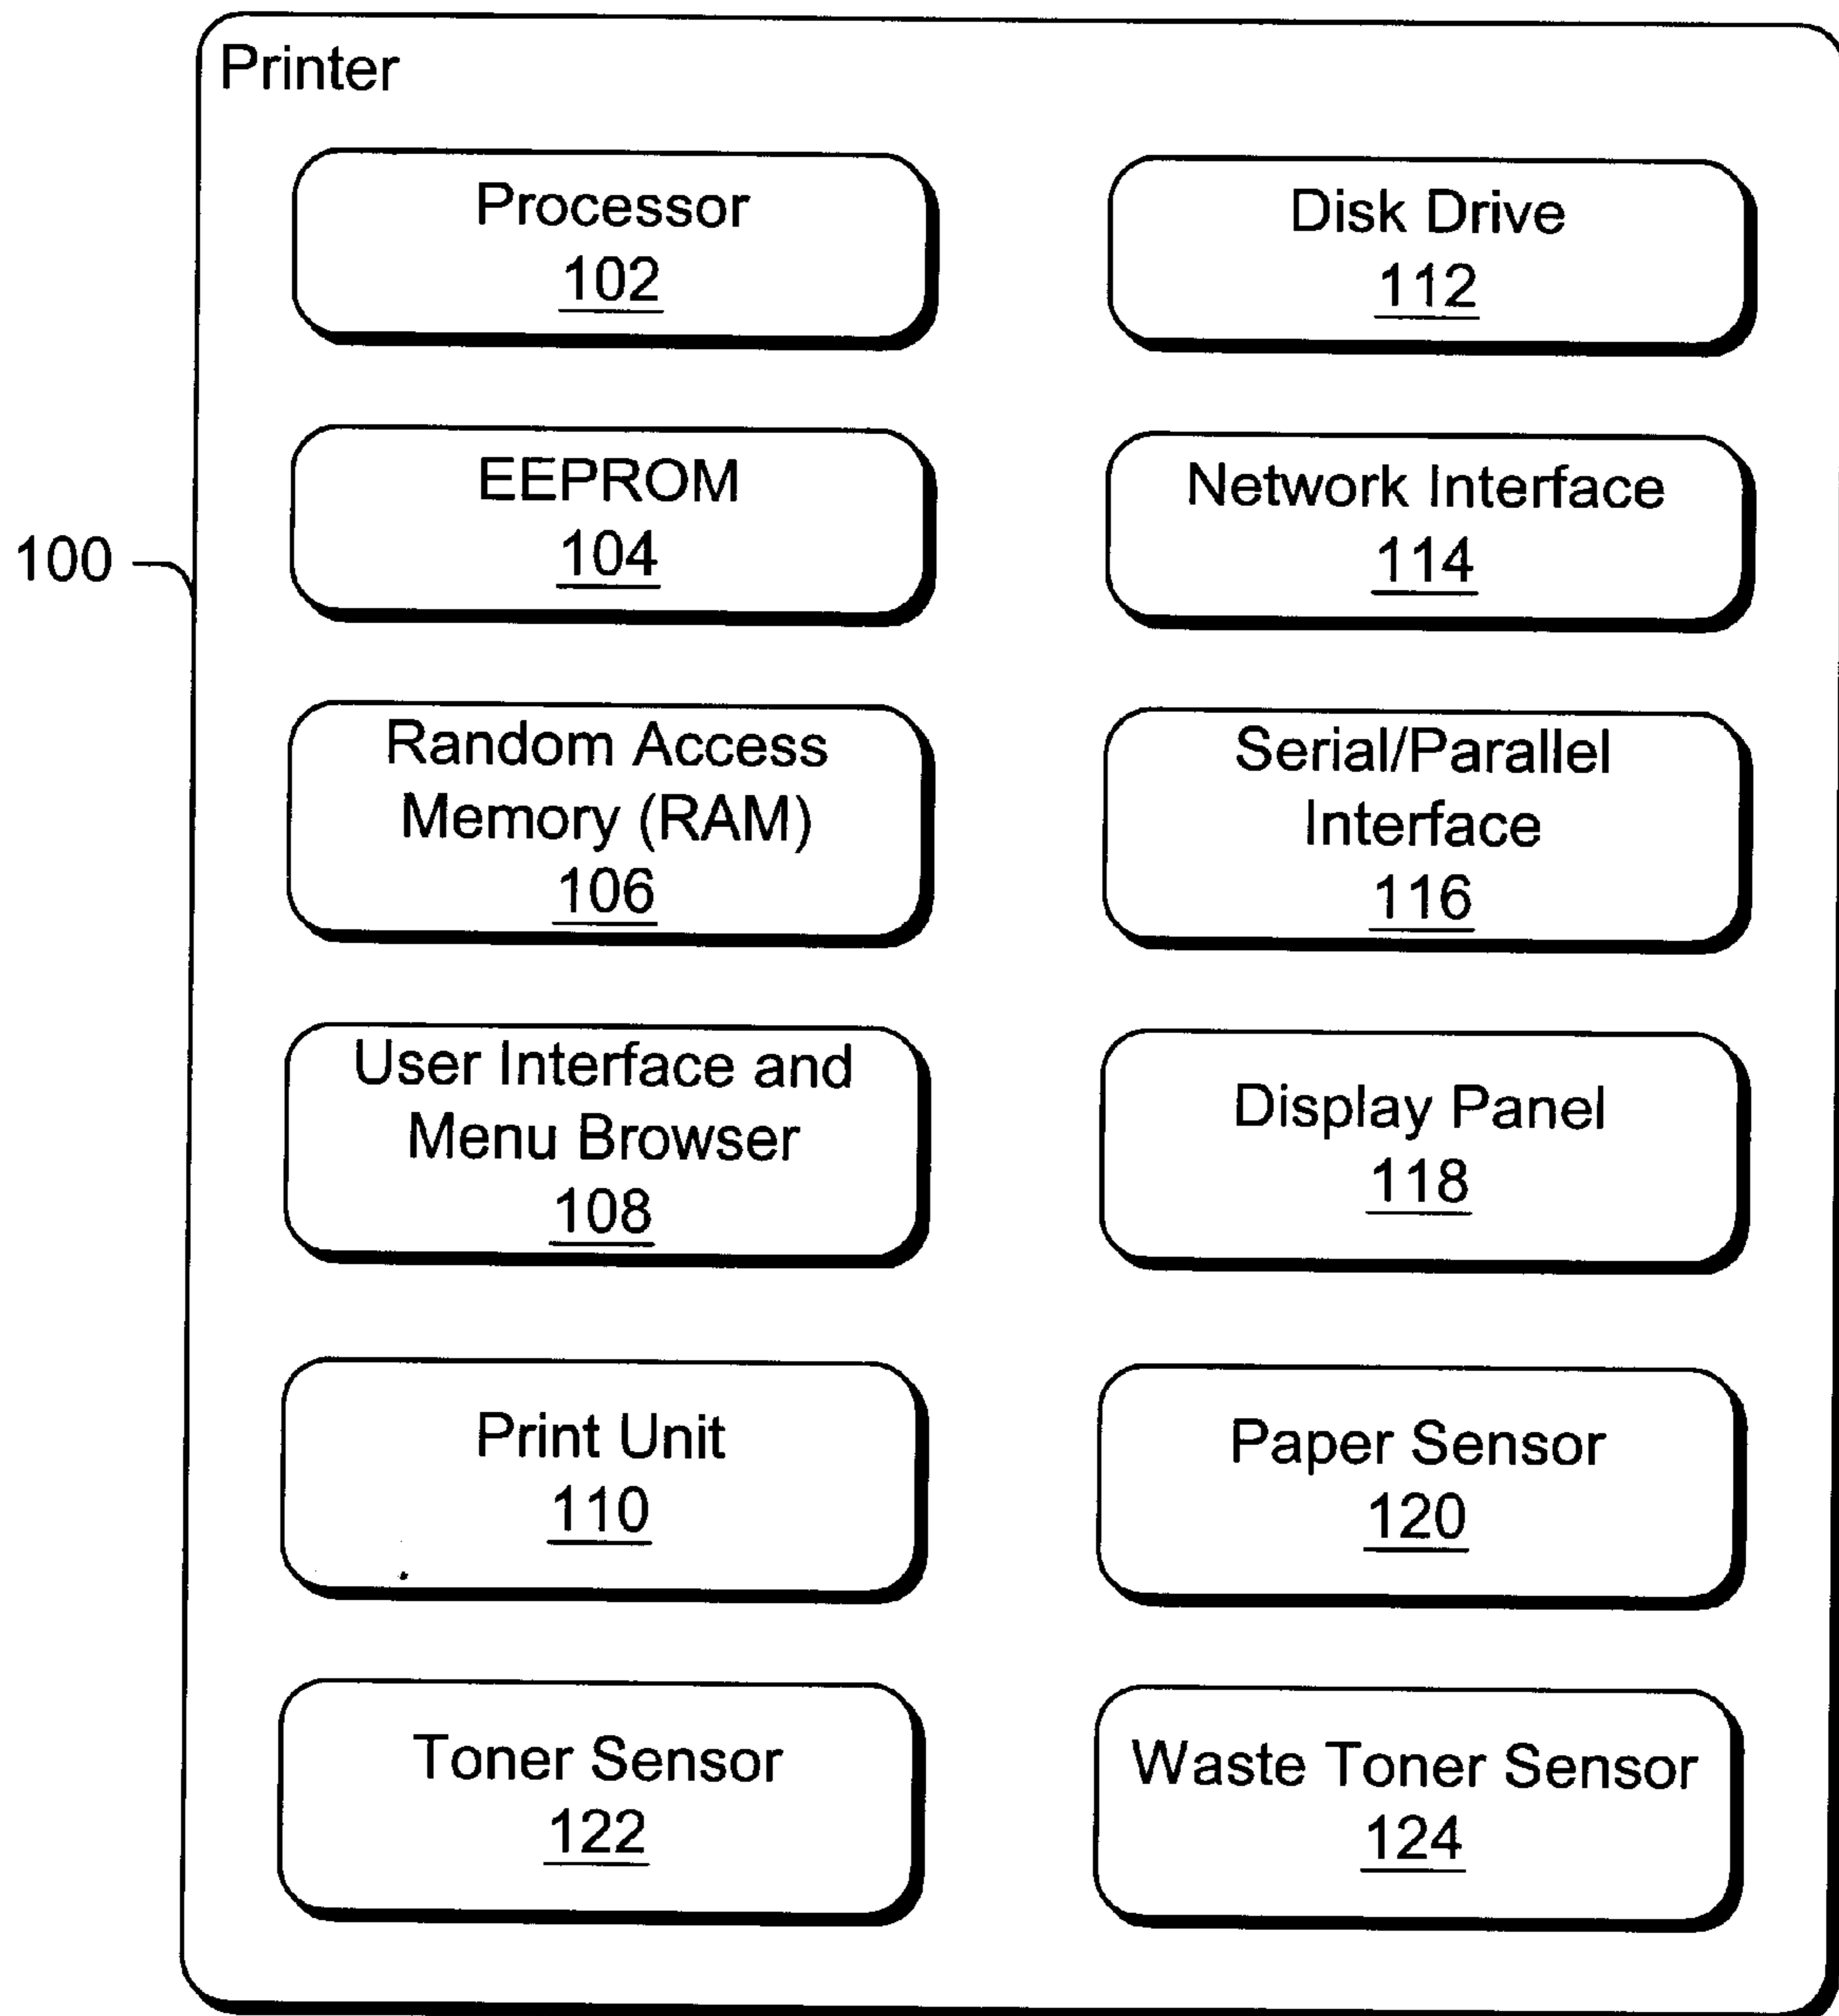 Printer
Processor
102
Disk Drive
112
EEPROM
104
Network Interface
114
100
Random Access
Memory (RAM)
106
Serial/Parallel
Interface
116
User Interface and
Menu Browser
108
Display Panel
118
Print Unit
110
Paper Sensor
120
Toner Sensor
122
Waste Toner Sensor
124